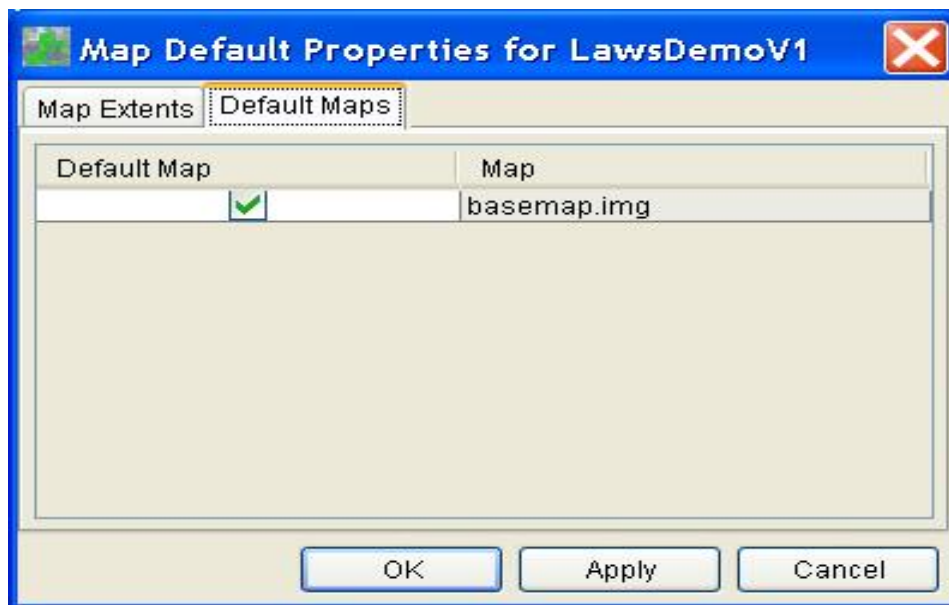 Map Default Properties for LawsDemoV1
Map Extents Default Maps
Default Map Map
basemap.img
OK Apply Cancel